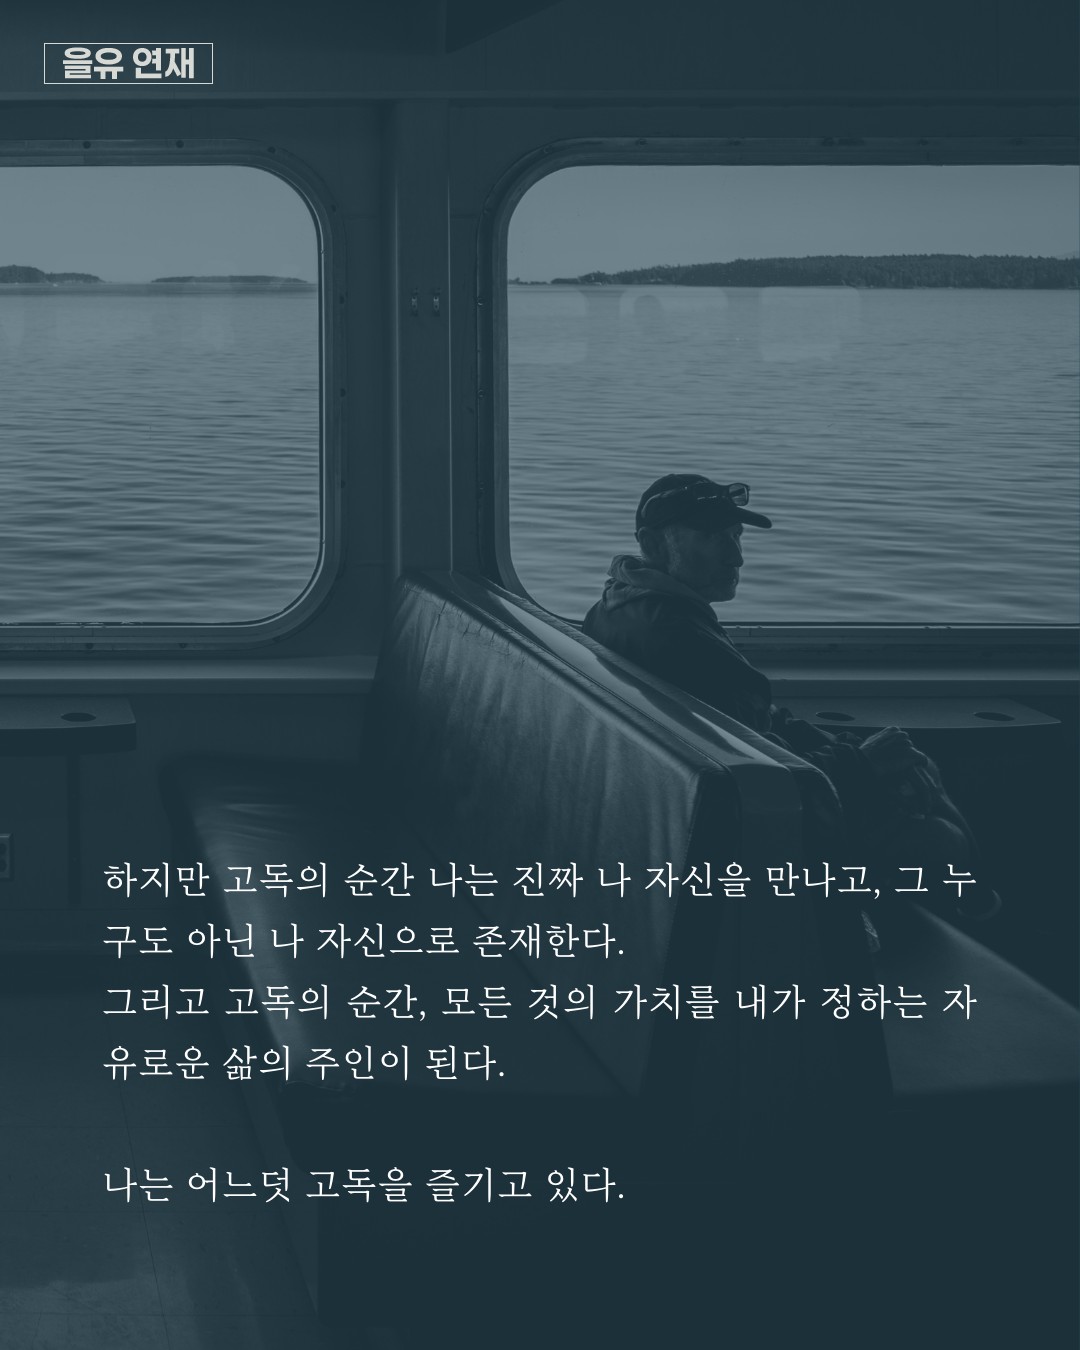 을유 연재
하지만 고독의 순간 나는 진짜 나 자신을 만나고, 그 누
구도 아닌 나 자신으로 존재한다.
그리고 고독의 순간, 모든 것의 가치를 내가 정하는 자
유로운 삶의 주인이 된다.
나는 어느덧 고독을 즐기고 있다.